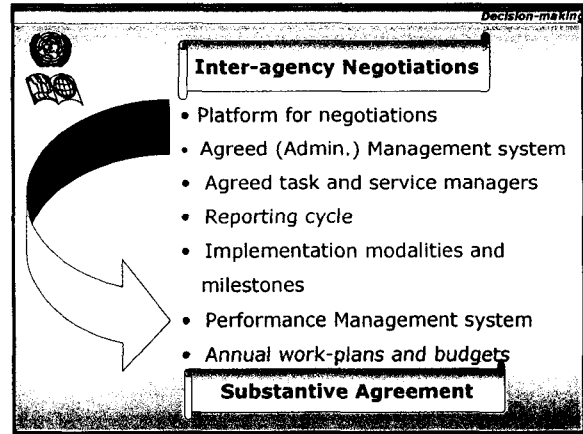 Decision-making
Inter-agency Negotiations
• Platform for negotiations
• Agreed (Admin.) Management system
• Agreed task and service managers
• Reporting cycle
• Implementation modalities and
milestones
• Performance Management system
• Annual work-plans and budgets
Substantive Agreement